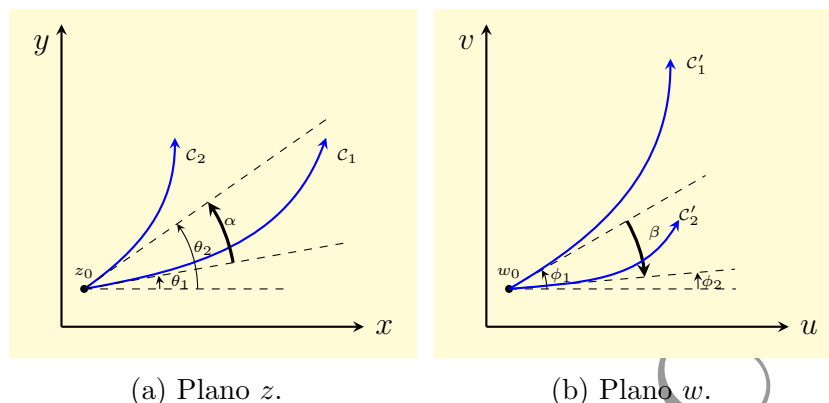 y
x
z₀
θ₁
θ₂
α
𝒞₂
𝒞₁
(a) Plano z.
v
u
w₀
ϕ₁
ϕ₂
β
𝒞′₁
𝒞′₂
(b) Plano w.